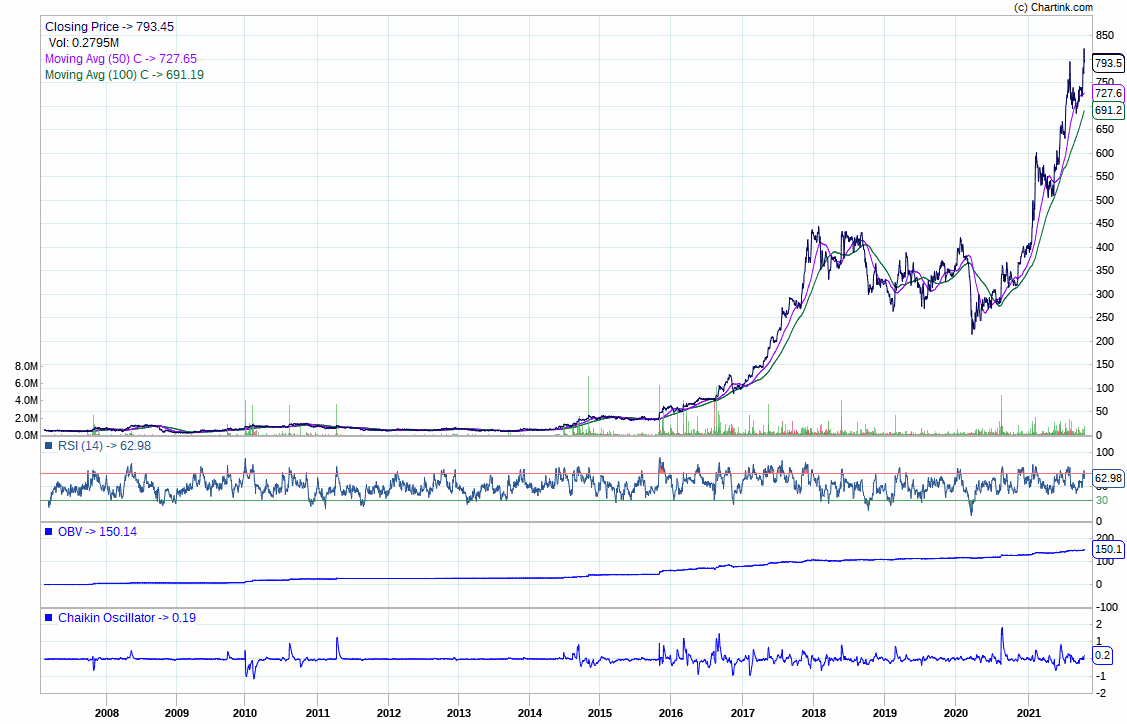 (c) Chartink.com
Closing Price -> 793.45
Vol: 0.2795M
Moving Avg (50) C -> 727.65
Moving Avg (100) C -> 691.19
850
793.5
750
727.6
691.2
650
600
550
500
450
400
350
300
250
200
150
100
50
0
8.0M
6.0M
4.0M
2.0M
0.0M
RSI (14) -> 62.98
100
62.98
30
0
OBV -> 150.14
200
150.1
100
0
-100
Chaikin Oscillator -> 0.19
2
1
0.2
-1
-2
2008 2009 2010 2011 2012 2013 2014 2015 2016 2017 2018 2019 2020 2021